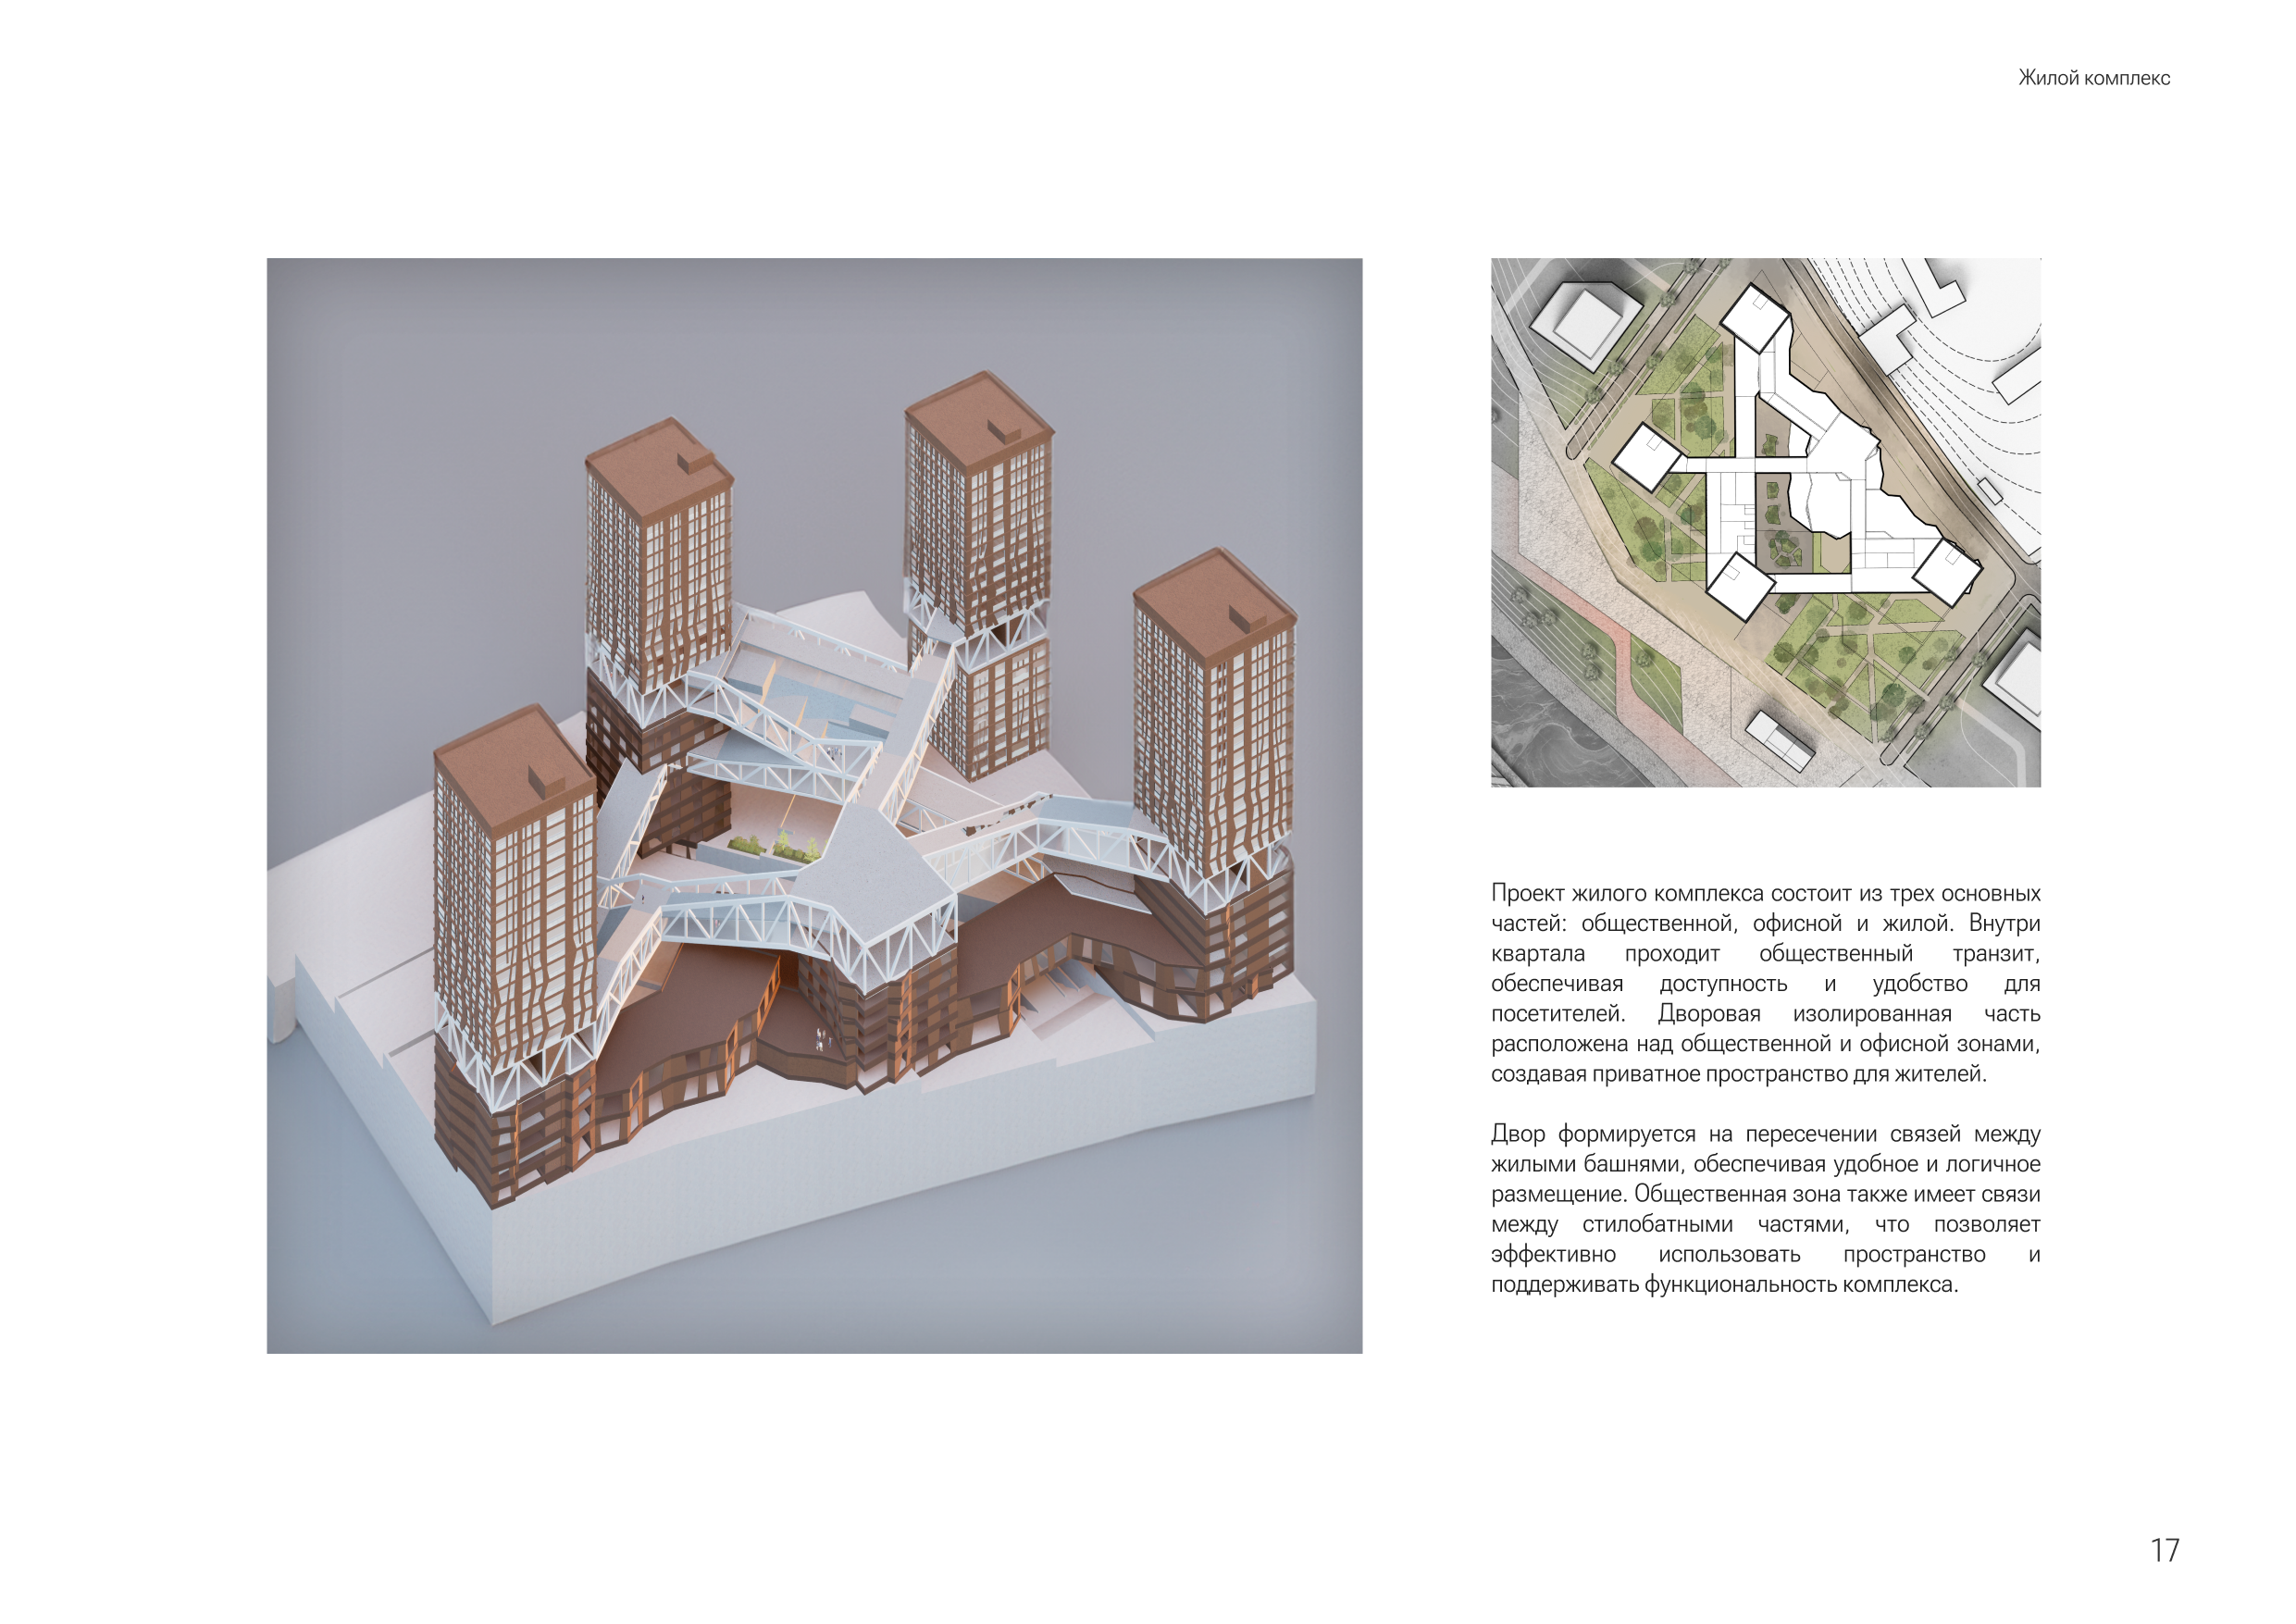 Жилой комплекс
Проект жилого комплекса состоит из трех основных
частей: общественной, офисной и жилой. Внутри
квартала проходит общественный транзит,
обеспечивая доступность и удобство для
посетителей. Дворовая изолированная часть
расположена над общественной и офисной зонами,
создавая приватное пространство для жителей.
Двор формируется на пересечении связей между
жилыми башнями, обеспечивая удобное и логичное
размещение. Общественная зона также имеет связи
между стилобатными частями, что позволяет
эффективно использовать пространство и
поддерживать функциональность комплекса.
17